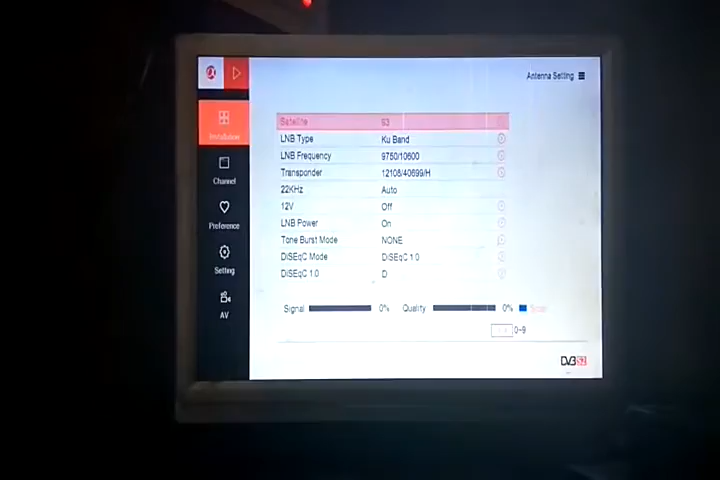 Antenna Setting
Installation
Channel
Preference
Setting
AV
Satellite S3
LNB Type Ku Band
LNB Frequency 9750/10600
Transponder 12108/40699/H
22KHz Auto
12V Off
LNB Power On
Tone Burst Mode NONE
DiSEqC Mode DiSEqC 1.0
DiSEqC 1.0 D
Signal 0% Quality 0% Scan
0-9
DVB S2